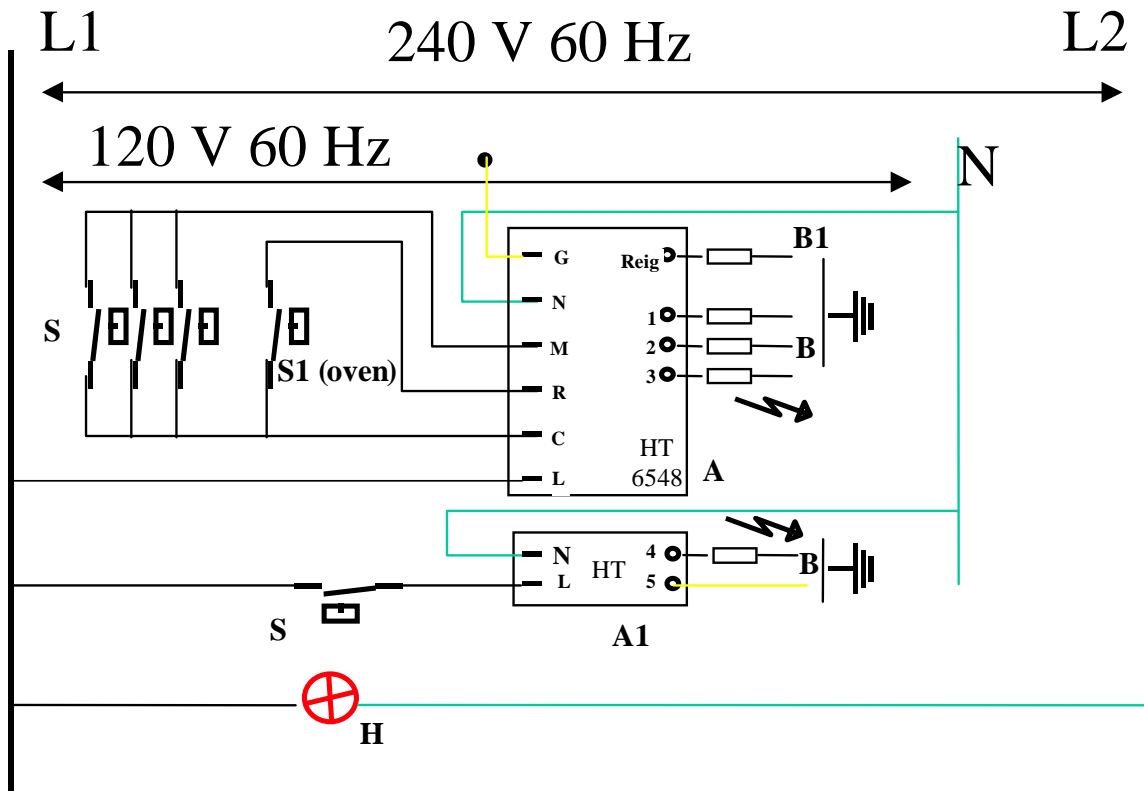 L1 240 V 60 Hz L2
120 V 60 Hz N
B1
G Reig
N
1
S M 2 B
S1 (oven) R 3
C HT
L 6548 A
N HT 4 B
L 5
S A1
H